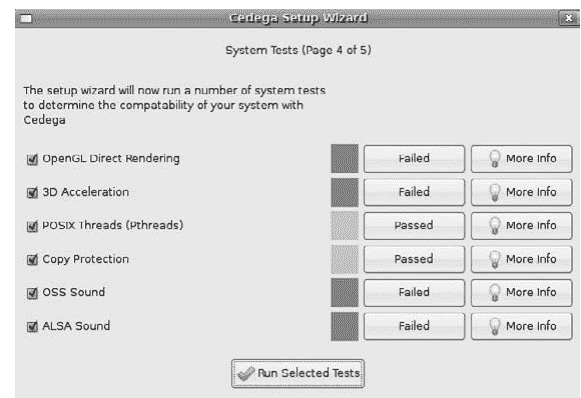 Cedega Setup Wizard
System Tests (Page 4 of 5)
The setup wizard will now run a number of system tests
to determine the compatability of your system with
Cedega
OpenGL Direct Rendering Failed More Info
3D Acceleration Failed More Info
POSIX Threads (Pthreads) Passed More Info
Copy Protection Passed More Info
OSS Sound Failed More Info
ALSA Sound Failed More Info
Run Selected Tests